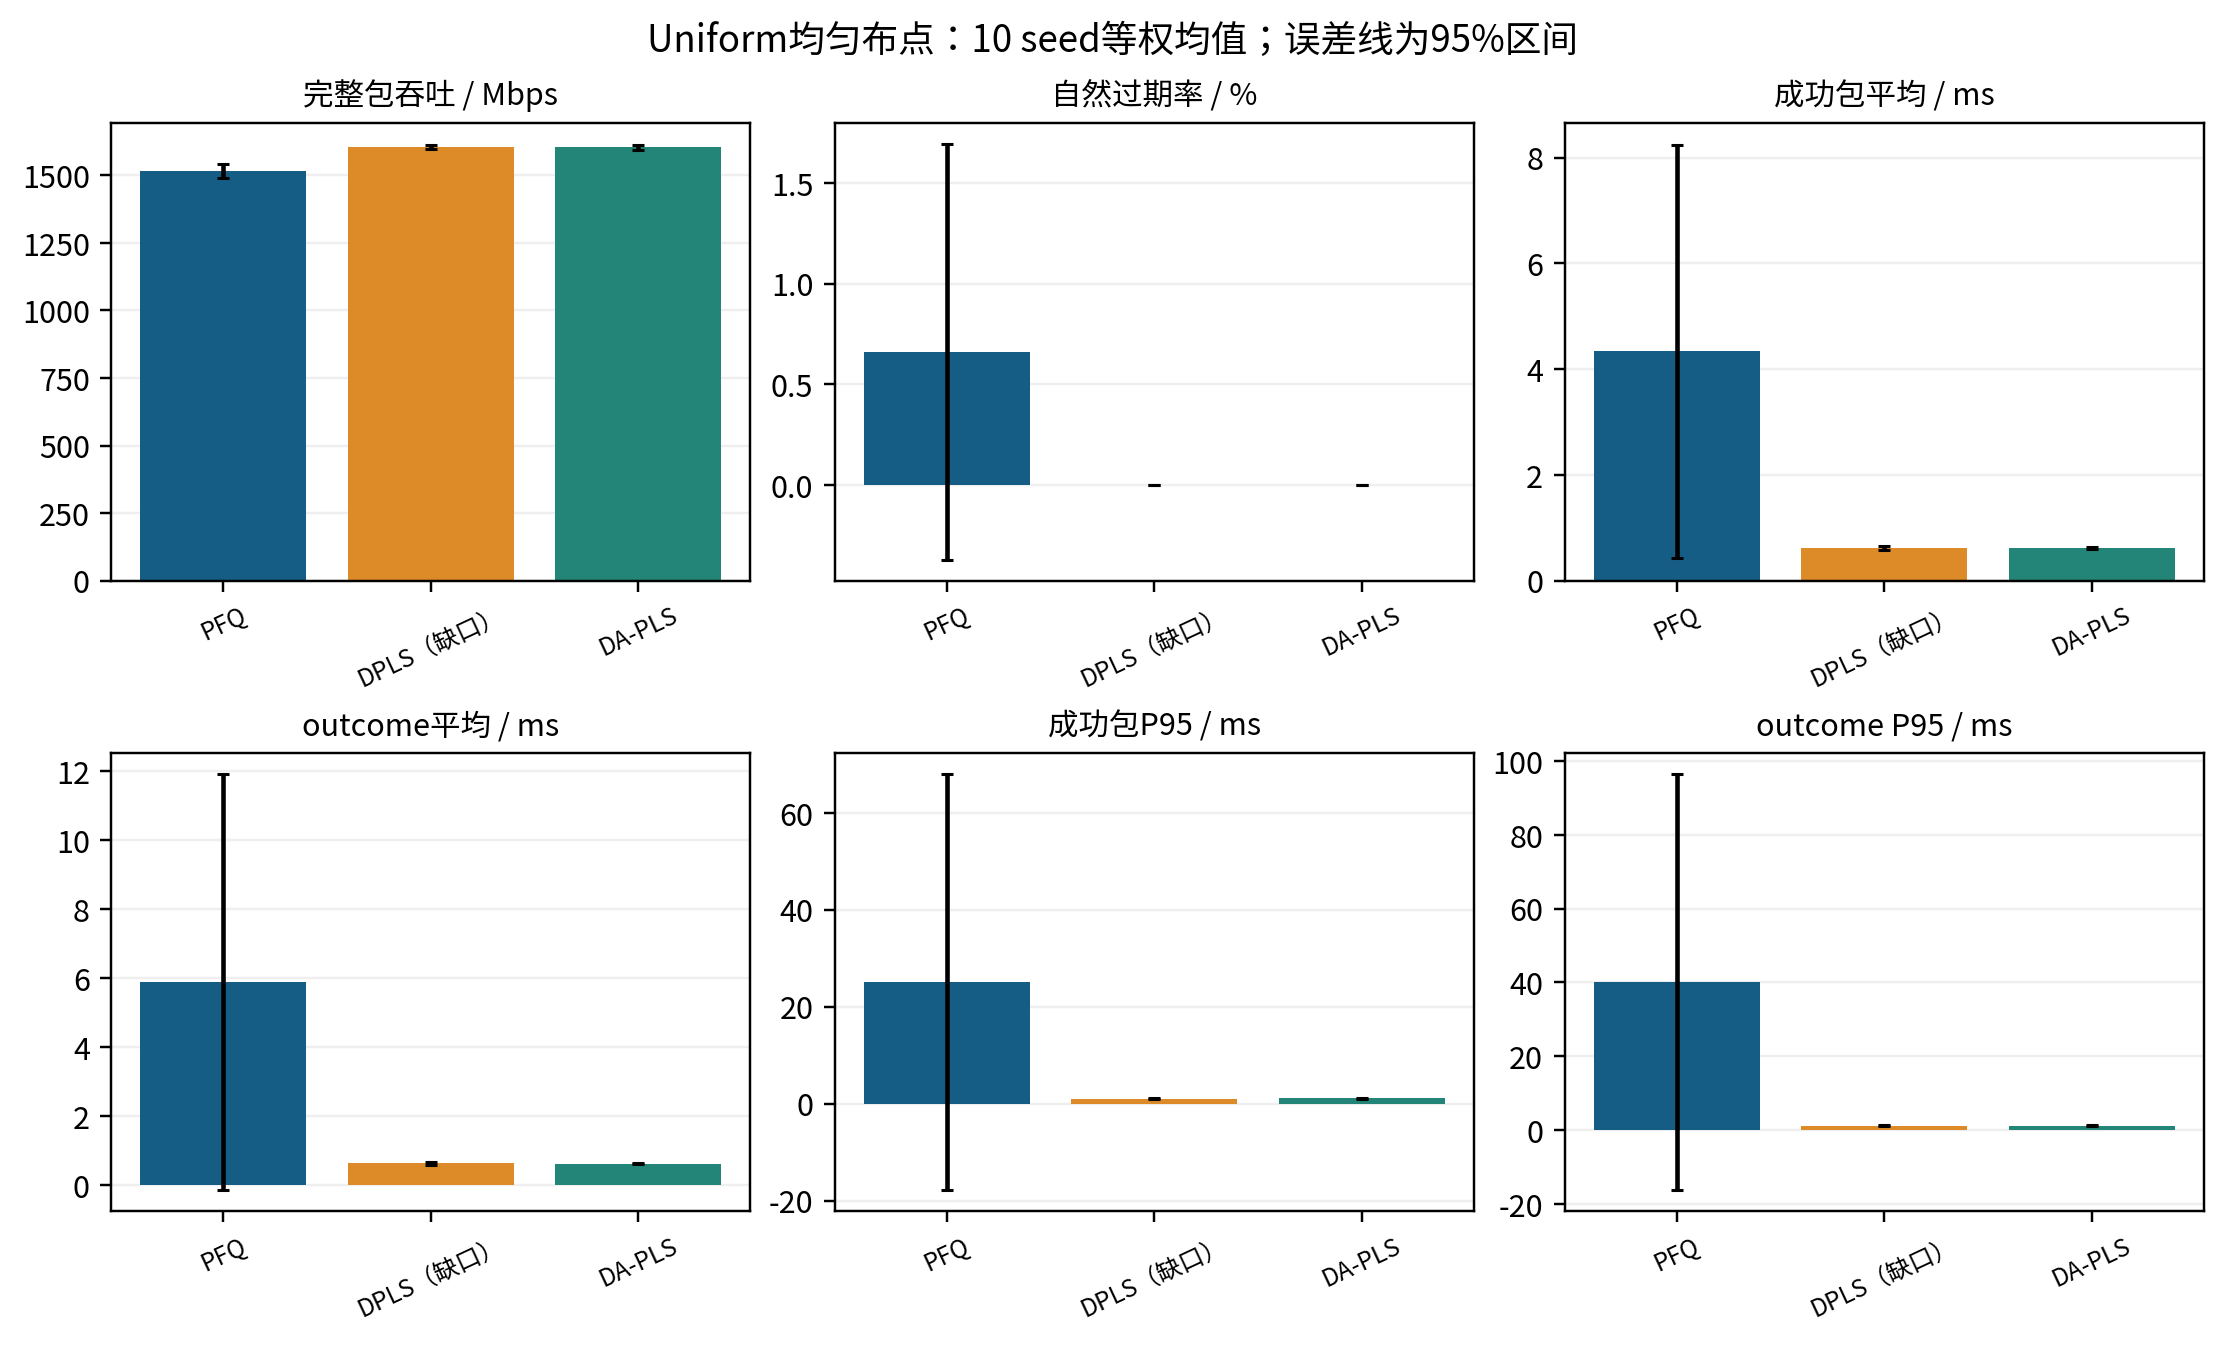 Uniform均匀布点：10 seed等权均值；误差线为95%区间
完整包吞吐 / Mbps
1500
1250
1000
750
500
250
0
PFQ
DPLS（缺口）
DA-PLS
自然过期率 / %
1.5
1.0
0.5
0.0
PFQ
DPLS（缺口）
DA-PLS
成功包平均 / ms
8
6
4
2
0
PFQ
DPLS（缺口）
DA-PLS
outcome平均 / ms
12
10
8
6
4
2
0
PFQ
DPLS（缺口）
DA-PLS
成功包P95 / ms
60
40
20
0
-20
PFQ
DPLS（缺口）
DA-PLS
outcome P95 / ms
100
80
60
40
20
0
-20
PFQ
DPLS（缺口）
DA-PLS